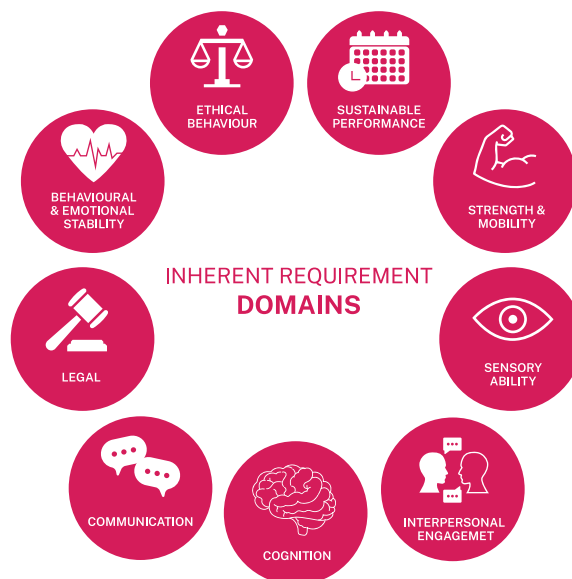 ETHICAL
BEHAVIOUR
SUSTAINABLE
PERFORMANCE
BEHAVIOURAL
& EMOTIONAL
STABILITY
STRENGTH &
MOBILITY
INHERENT REQUIREMENT
DOMAINS
LEGAL
SENSORY
ABILITY
COMMUNICATION
COGNITION
INTERPERSONAL
ENGAGEMET